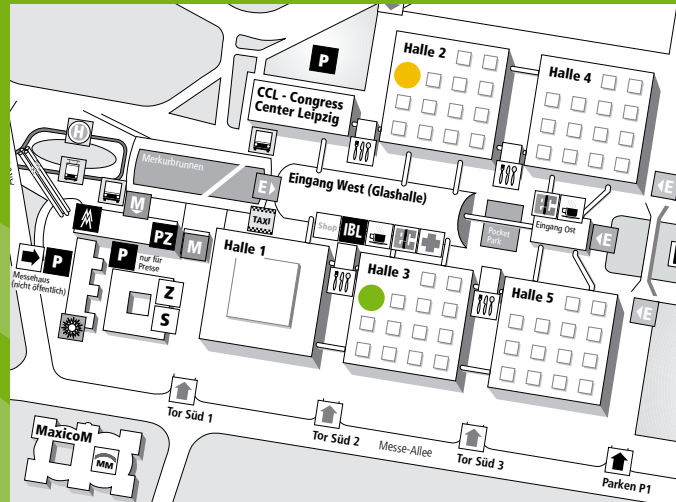 P
Halle 2
Halle 4
CCL - Congress
Center Leipzig
H
Merkurbrunnen
E
Eingang West (Glashalle)
E
TAXI
Shop
IBL
Pocket
Park
Eingang Ost
E
M
PZ
M
Halle 1
P
nur für
Presse
P
Messehaus
(nicht öffentlich)
Z
S
Halle 3
Halle 5
E
Tor Süd 1
Tor Süd 2
Messe-Allee
Tor Süd 3
Parken P1
MaxicoM
MM